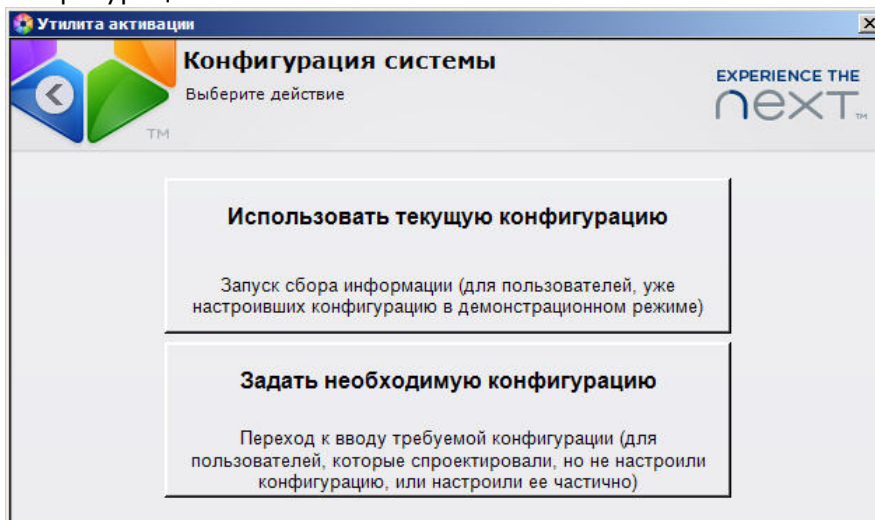 Утилита активации
Конфигурация системы
Выберите действие
EXPERIENCE THE
next™
TM
Использовать текущую конфигурацию
Запуск сбора информации (для пользователей, уже
настроивших конфигурацию в демонстрационном режиме)
Задать необходимую конфигурацию
Переход к вводу требуемой конфигурации (для
пользователей, которые спроектировали, но не настроили
конфигурацию, или настроили ее частично)